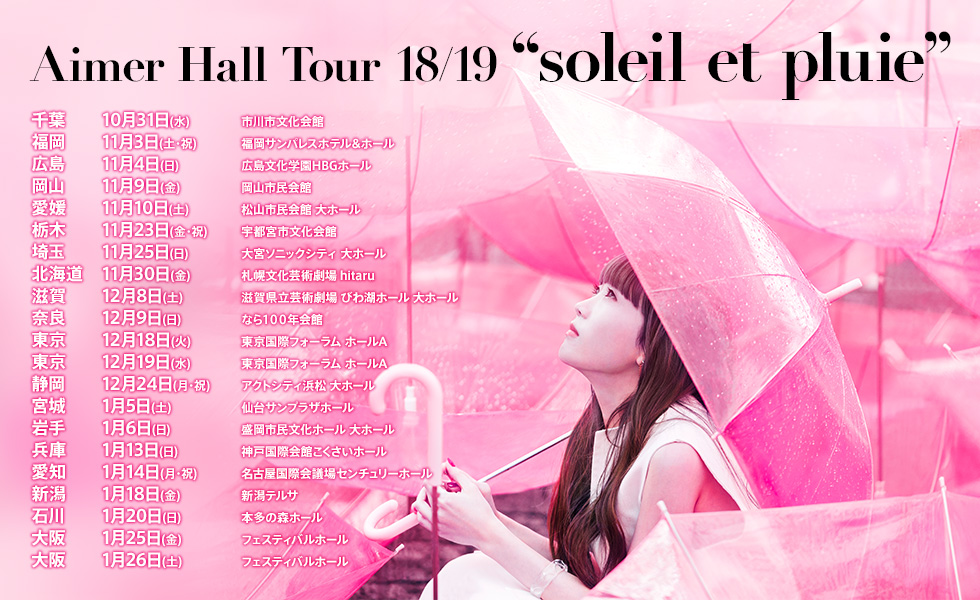 Aimer Hall Tour 18/19 “soleil et pluie”
千葉 10月31日(水) 市川市文化会館
福岡 11月3日(土・祝) 福岡サンパレスホテル&ホール
広島 11月4日(日) 広島文化学園HBGホール
岡山 11月9日(金) 岡山市民会館
愛媛 11月10日(土) 松山市民会館 大ホール
栃木 11月23日(金・祝) 宇都宮市文化会館
埼玉 11月25日(日) 大宮ソニックシティ 大ホール
北海道 11月30日(金) 札幌文化芸術劇場 hitaru
滋賀 12月8日(土) 滋賀県立芸術劇場 びわ湖ホール 大ホール
奈良 12月9日(日) なら100年会館
東京 12月18日(火) 東京国際フォーラム ホールA
東京 12月19日(水) 東京国際フォーラム ホールA
静岡 12月24日(月・祝) アクトシティ浜松 大ホール
宮城 1月5日(土) 仙台サンプラザホール
岩手 1月6日(日) 盛岡市民文化ホール 大ホール
兵庫 1月13日(日) 神戸国際会館こくさいホール
愛知 1月14日(月・祝) 名古屋国際会議場センチュリーホール
新潟 1月18日(金) 新潟テルサ
石川 1月20日(日) 本多の森ホール
大阪 1月25日(金) フェスティバルホール
大阪 1月26日(土) フェスティバルホール